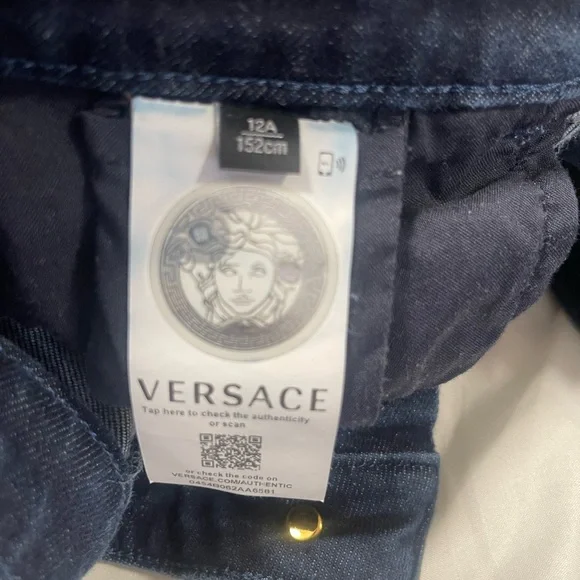 12A
152cm
VERSACE
Tap here to check the authenticity
or scan
or check the code on
VERSACE.COM/AUTHENTIC